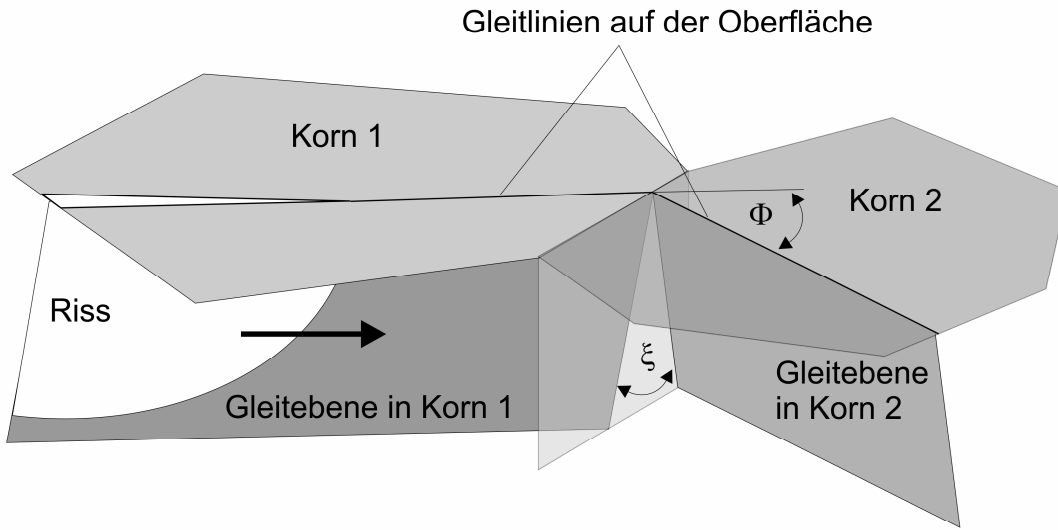 Gleitlinien auf der Oberfläche
Korn 1
Korn 2
Φ
Riss
ξ
Gleitebene in Korn 1
Gleitebene
in Korn 2